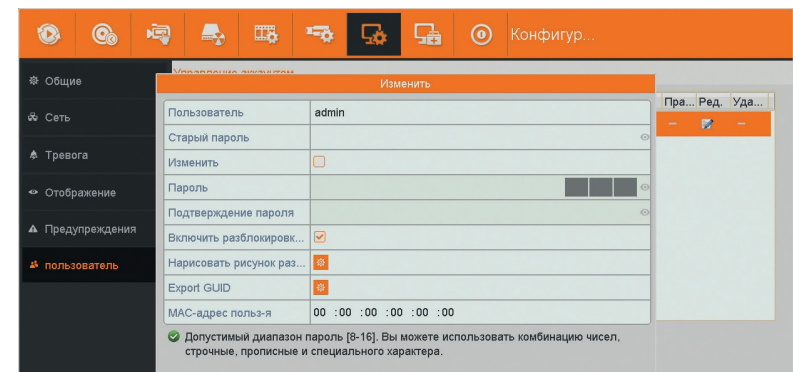 Конфигур...
Общие
Сеть
Тревога
Отображение
Предупреждения
пользователь
Управление аккаунтом
Изменить
Пра... Ред. Уда...
Пользователь admin
Старый пароль
Изменить
Пароль
Подтверждение пароля
Включить разблокировк...
Нарисовать рисунок раз...
Export GUID
MAC-адрес польз-я 00 :00 :00 :00 :00 :00
Допустимый диапазон пароль [8-16]. Вы можете использовать комбинацию чисел,
строчные, прописные и специального характера.